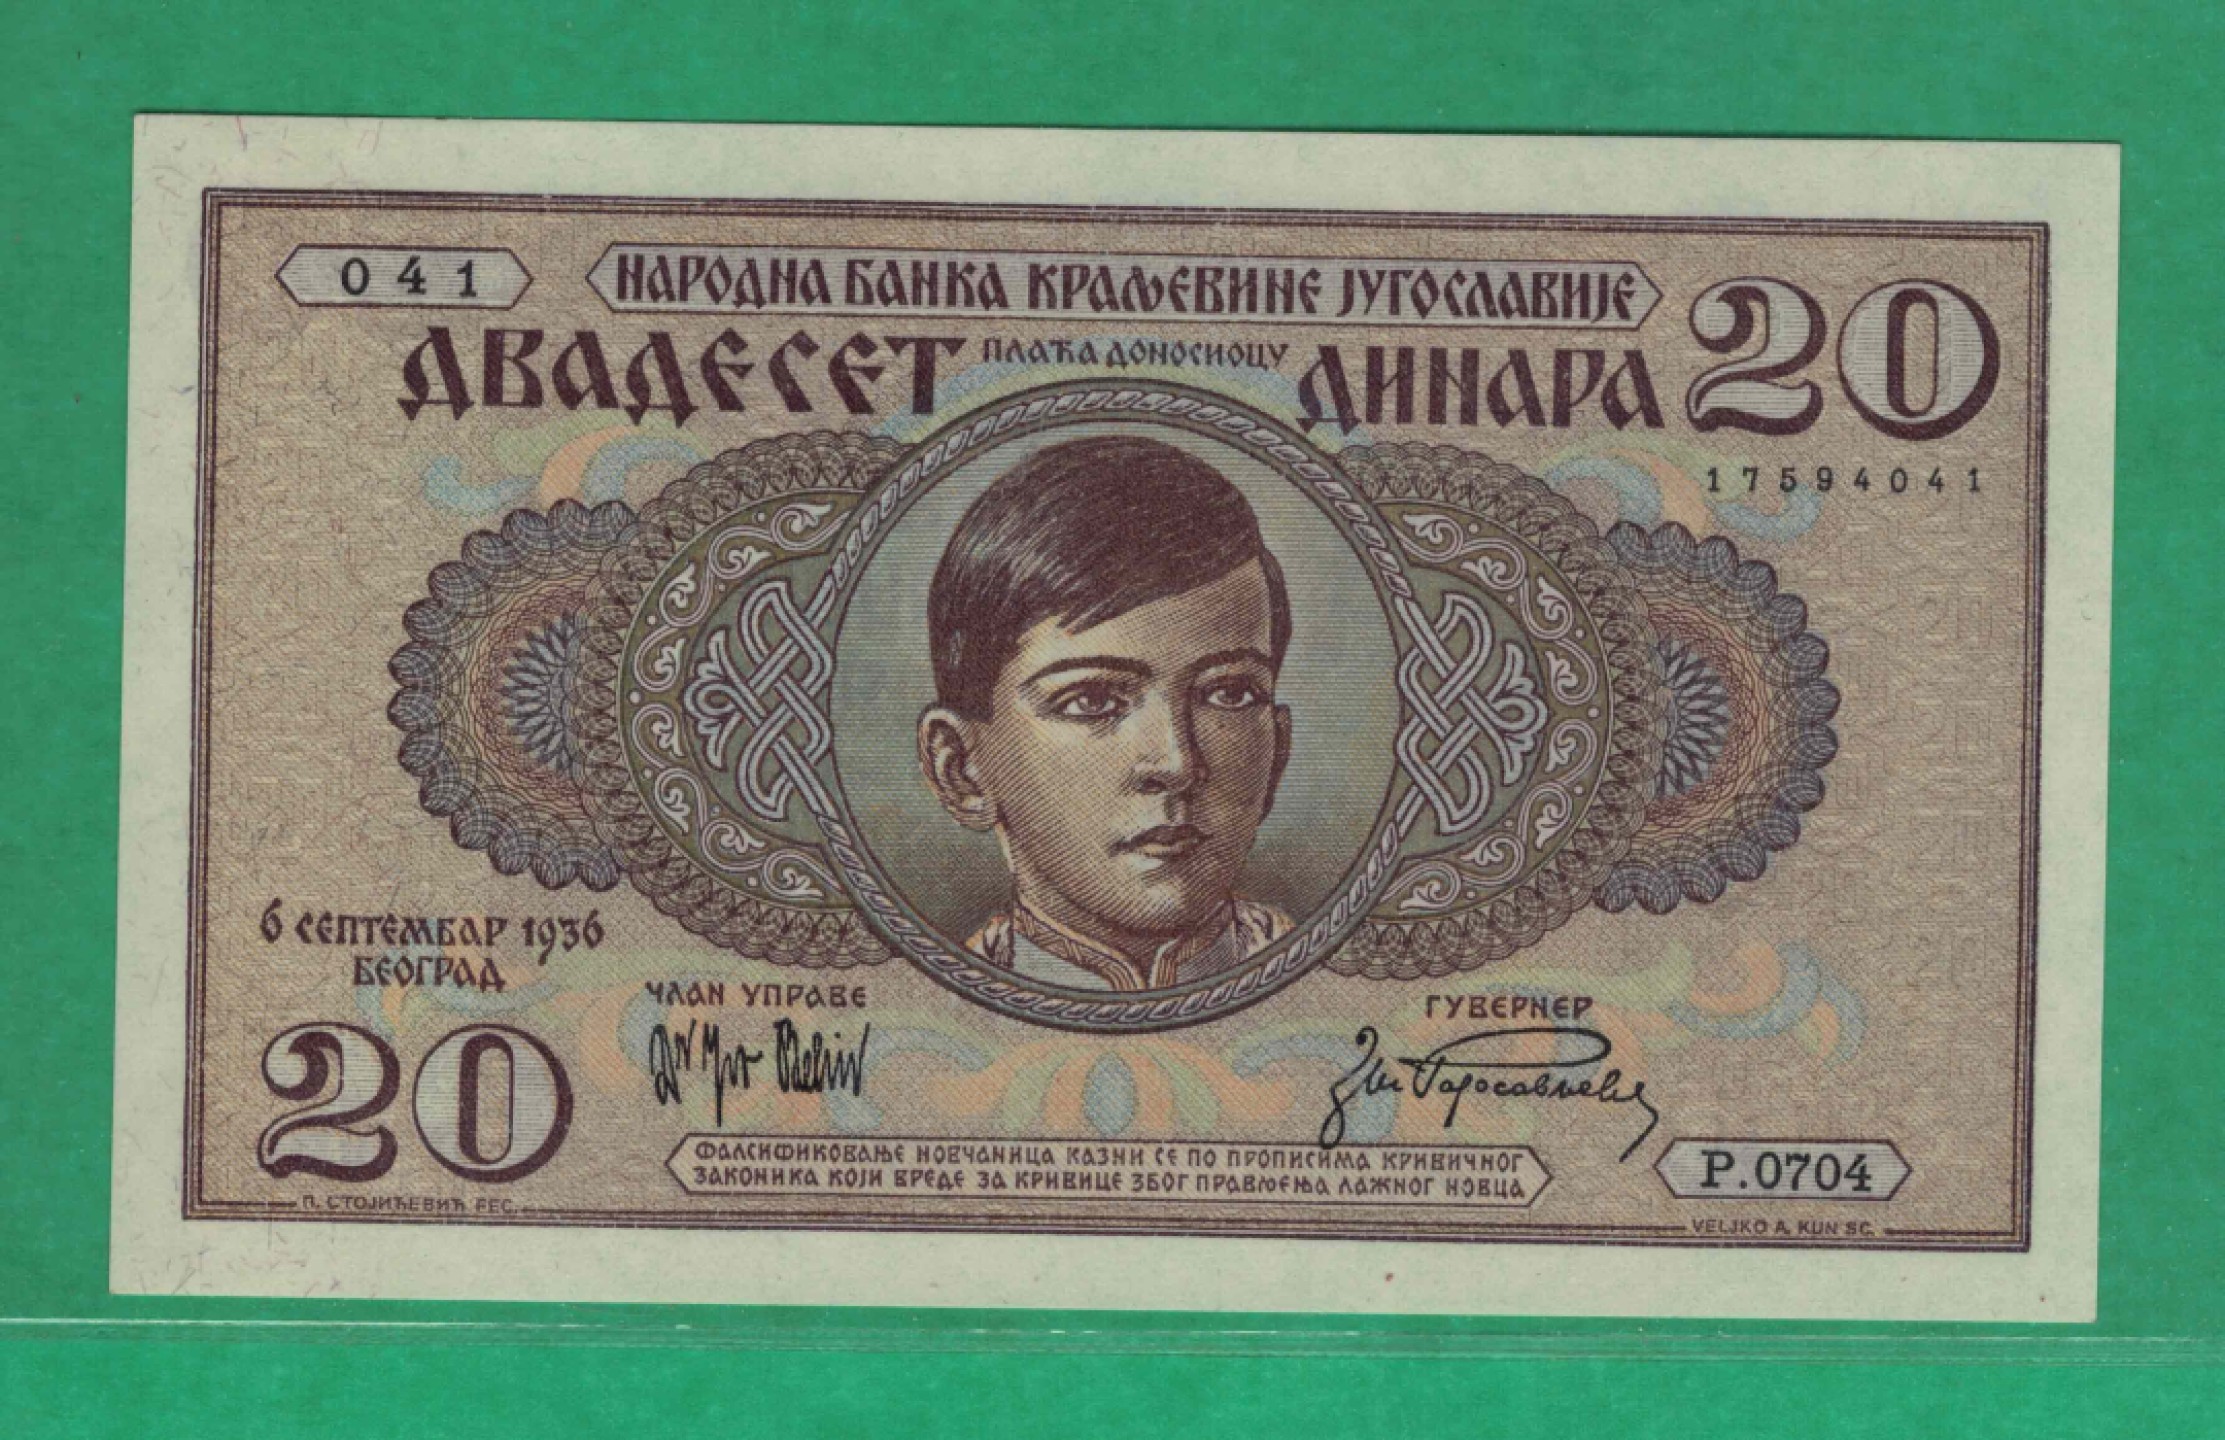 041
НАРОДНА БАНКА КРАЉЕВИНЕ ЈУГОСЛАВИЈЕ
20
ДВАДЕСЕТ ПЛАЋА ДОНОСИОЦУ ДИНАРА
17594041
6 СЕПТЕМБАР 1936
БЕОГРАД
ЧЛАН УПРАВЕ
ГУВЕРНЕР
20
ФАЛСИФИКОВАЊЕ НОВЧАНИЦА КАЗНИ СЕ ПО ПРОПИСИМА КРИВИЧНОГ
ЗАКОНИКА КОЈИ ВРЕДЕ ЗА КРИВИЦЕ ЗБОГ ПРАВЉЕЊА ЛАЖНОГ НОВЦА
P.0704
П. СТОЈИЋЕВИЋ FEC.
VELJKO A. KUN SC.